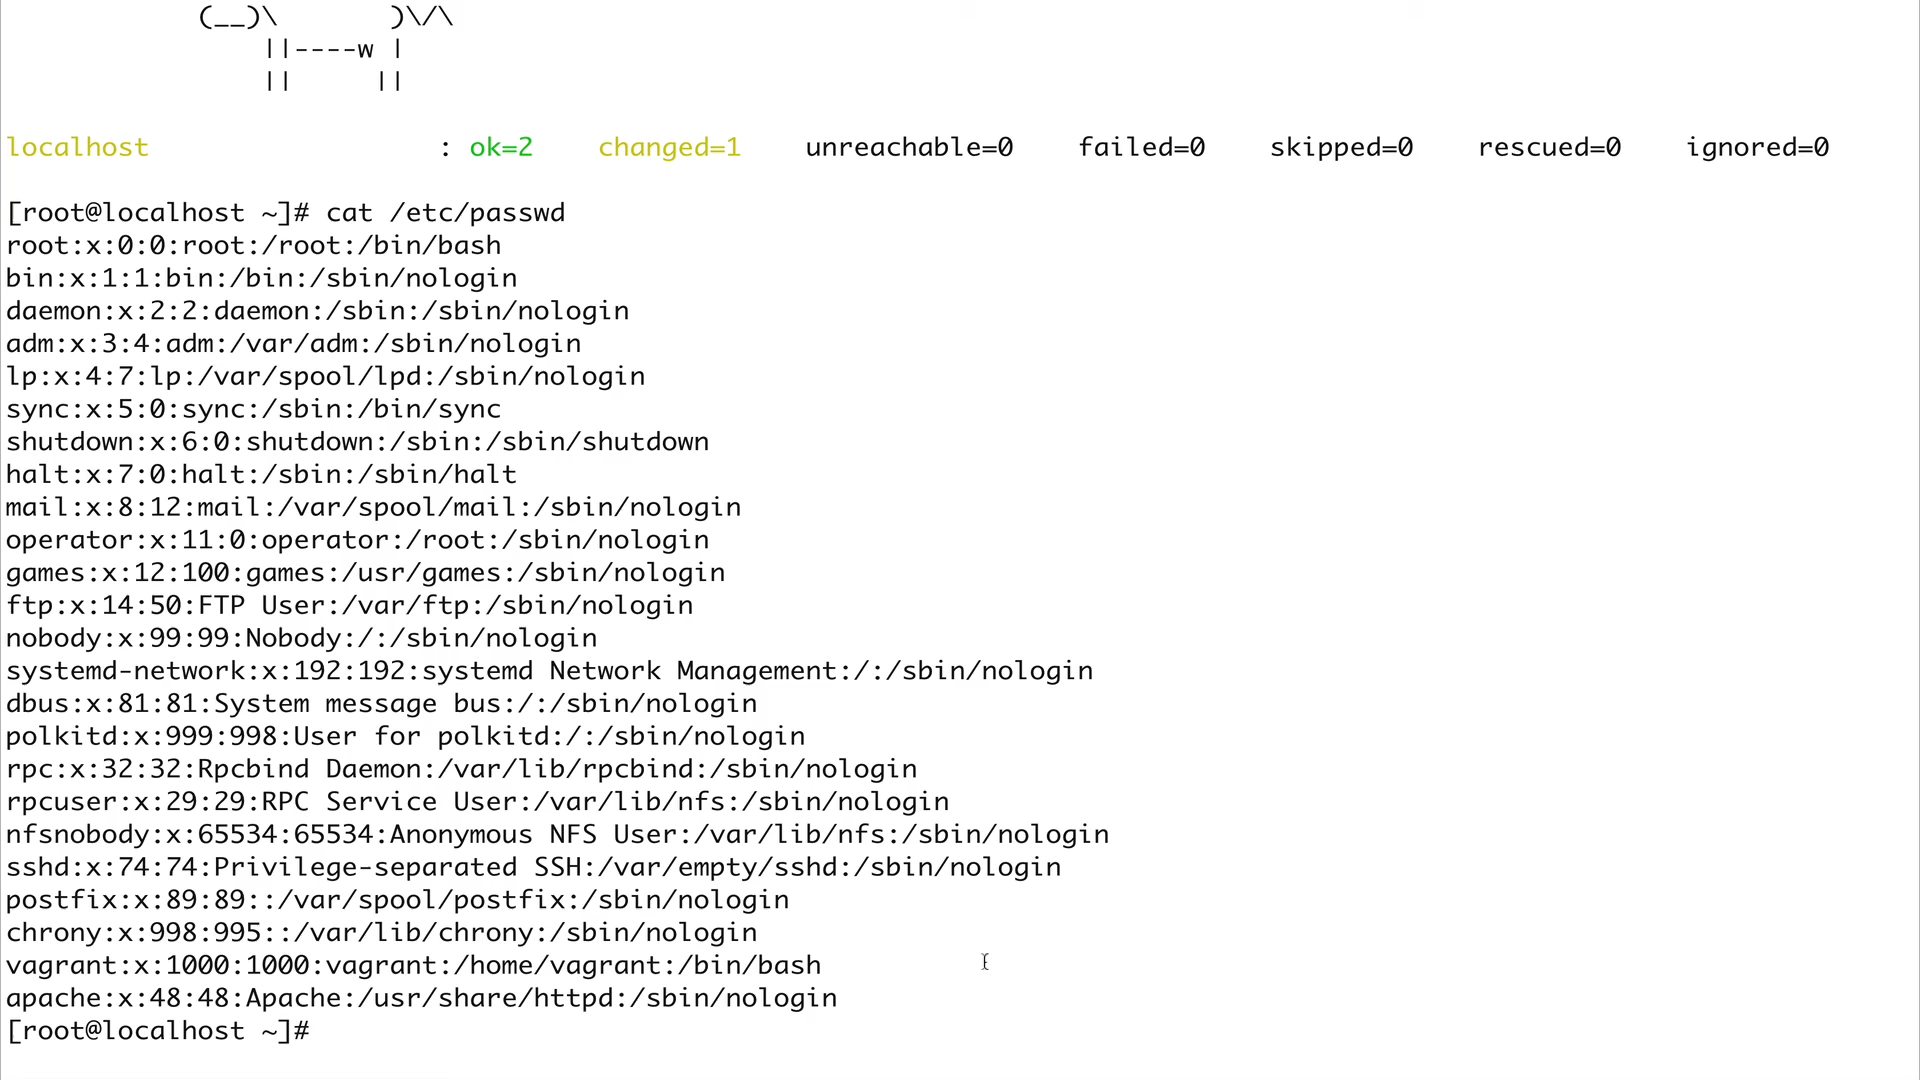 (__)\       )\/\
    ||----w |
    ||     ||
localhost                  : ok=2    changed=1    unreachable=0    failed=0    skipped=0    rescued=0    ignored=0
[root@localhost ~]# cat /etc/passwd
root:x:0:0:root:/root:/bin/bash
bin:x:1:1:bin:/bin:/sbin/nologin
daemon:x:2:2:daemon:/sbin:/sbin/nologin
adm:x:3:4:adm:/var/adm:/sbin/nologin
lp:x:4:7:lp:/var/spool/lpd:/sbin/nologin
sync:x:5:0:sync:/sbin:/bin/sync
shutdown:x:6:0:shutdown:/sbin:/sbin/shutdown
halt:x:7:0:halt:/sbin:/sbin/halt
mail:x:8:12:mail:/var/spool/mail:/sbin/nologin
operator:x:11:0:operator:/root:/sbin/nologin
games:x:12:100:games:/usr/games:/sbin/nologin
ftp:x:14:50:FTP User:/var/ftp:/sbin/nologin
nobody:x:99:99:Nobody:/:/sbin/nologin
systemd-network:x:192:192:systemd Network Management:/:/sbin/nologin
dbus:x:81:81:System message bus:/:/sbin/nologin
polkitd:x:999:998:User for polkitd:/:/sbin/nologin
rpc:x:32:32:Rpcbind Daemon:/var/lib/rpcbind:/sbin/nologin
rpcuser:x:29:29:RPC Service User:/var/lib/nfs:/sbin/nologin
nfsnobody:x:65534:65534:Anonymous NFS User:/var/lib/nfs:/sbin/nologin
sshd:x:74:74:Privilege-separated SSH:/var/empty/sshd:/sbin/nologin
postfix:x:89:89::/var/spool/postfix:/sbin/nologin
chrony:x:998:995::/var/lib/chrony:/sbin/nologin
vagrant:x:1000:1000:vagrant:/home/vagrant:/bin/bash
apache:x:48:48:Apache:/usr/share/httpd:/sbin/nologin
[root@localhost ~]#